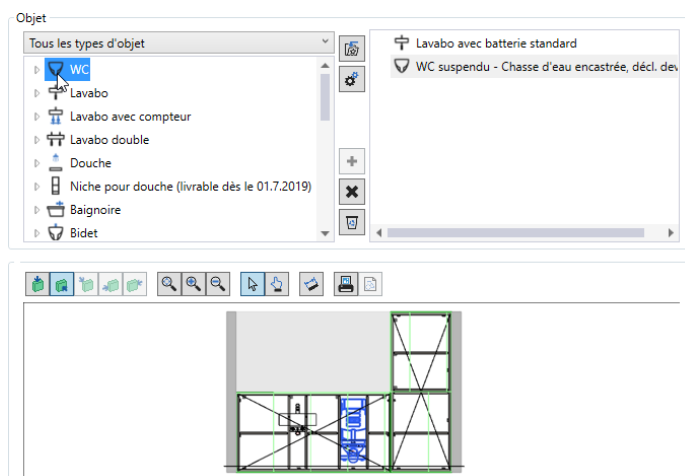 Objet
Tous les types d'objet
WC
Lavabo
Lavabo avec compteur
Lavabo double
Douche
Niche pour douche (livrable dès le 01.7.2019)
Baignoire
Bidet
Lavabo avec batterie standard
WC suspendu - Chasse d'eau encastrée, décl. dev